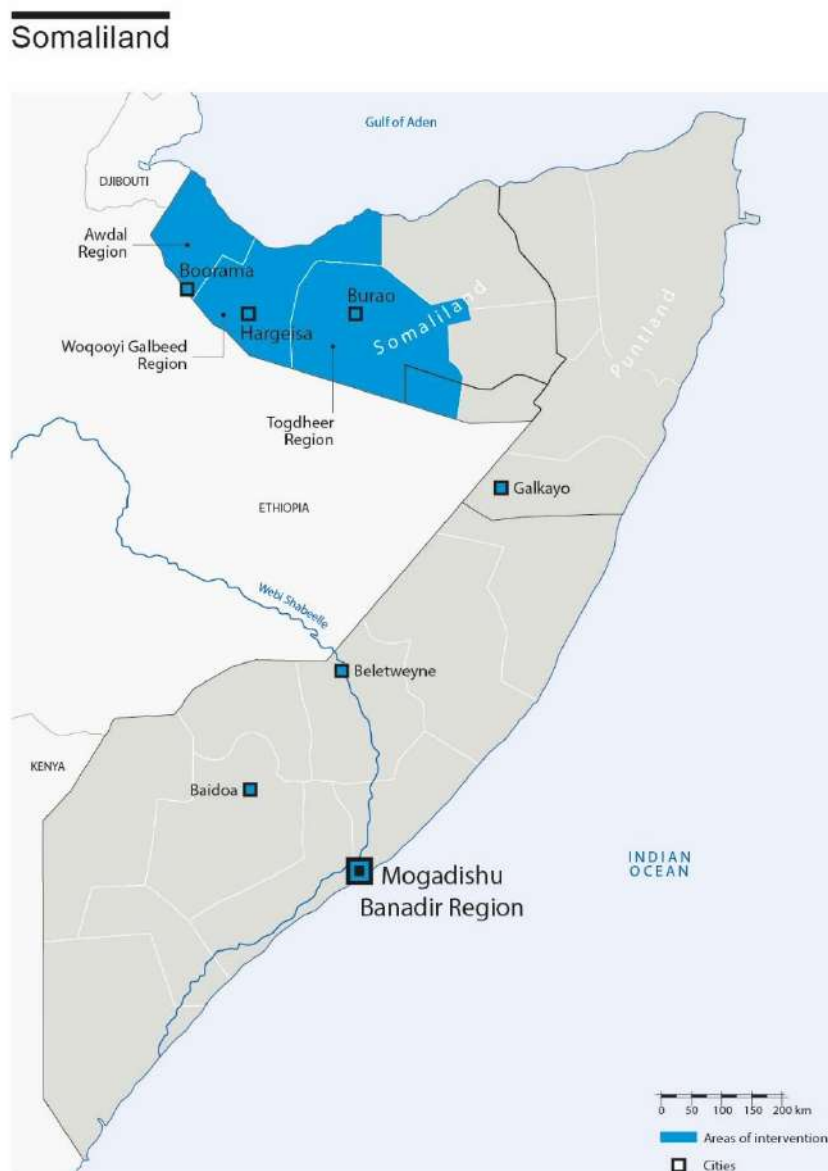 Somaliland
Gulf of Aden
DJIBOUTI
Awdal
Region
Boorama
Burao
Hargeisa
Somaliland
Puntland
Woqooyi Galbeed
Region
Togdheer
Region
Galkayo
ETHIOPIA
Webi Shabeelle
Beletweyne
KENYA
Baidoa
INDIAN
OCEAN
Mogadishu
Banadir Region
0 50 100 150 200 km
Areas of intervention
Cities